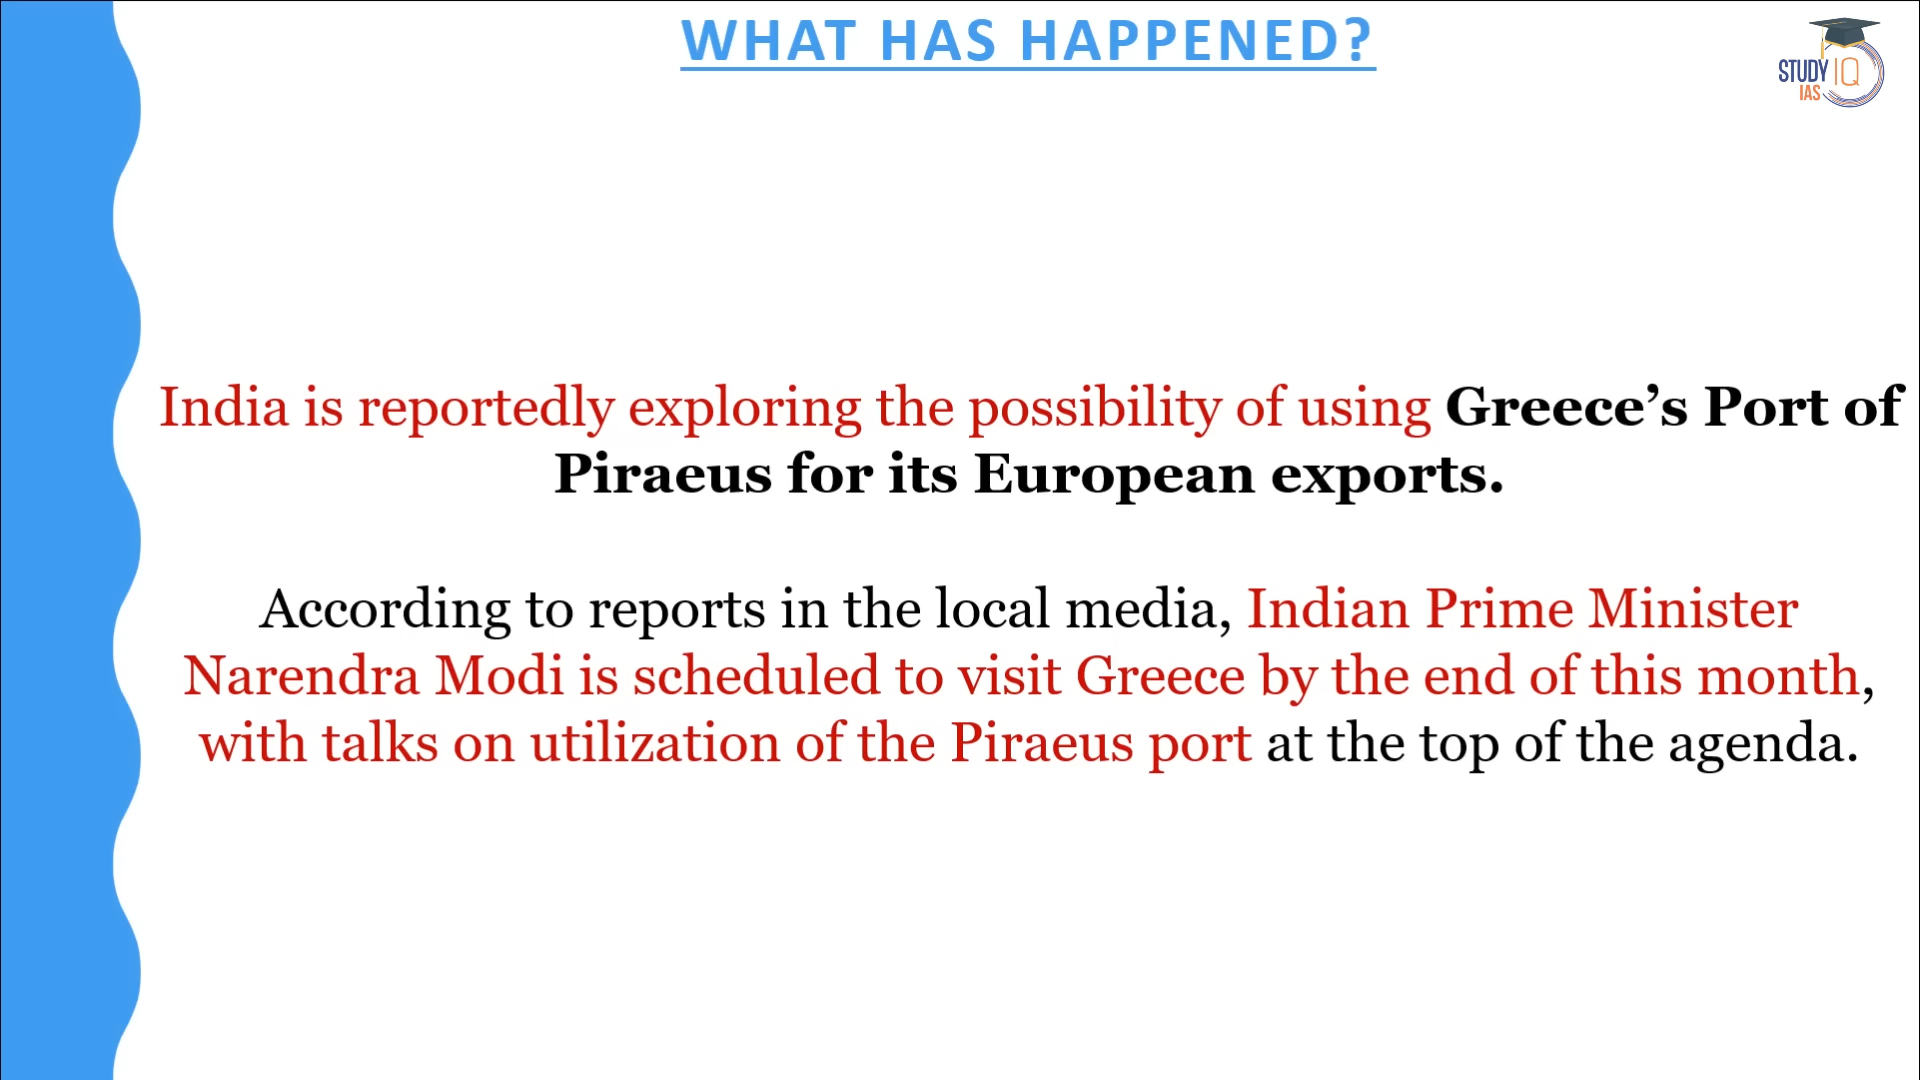 WHAT HAS HAPPENED?
STUDY IQ
IAS
India is reportedly exploring the possibility of using Greece’s Port of
Piraeus for its European exports.
According to reports in the local media, Indian Prime Minister
Narendra Modi is scheduled to visit Greece by the end of this month,
with talks on utilization of the Piraeus port at the top of the agenda.